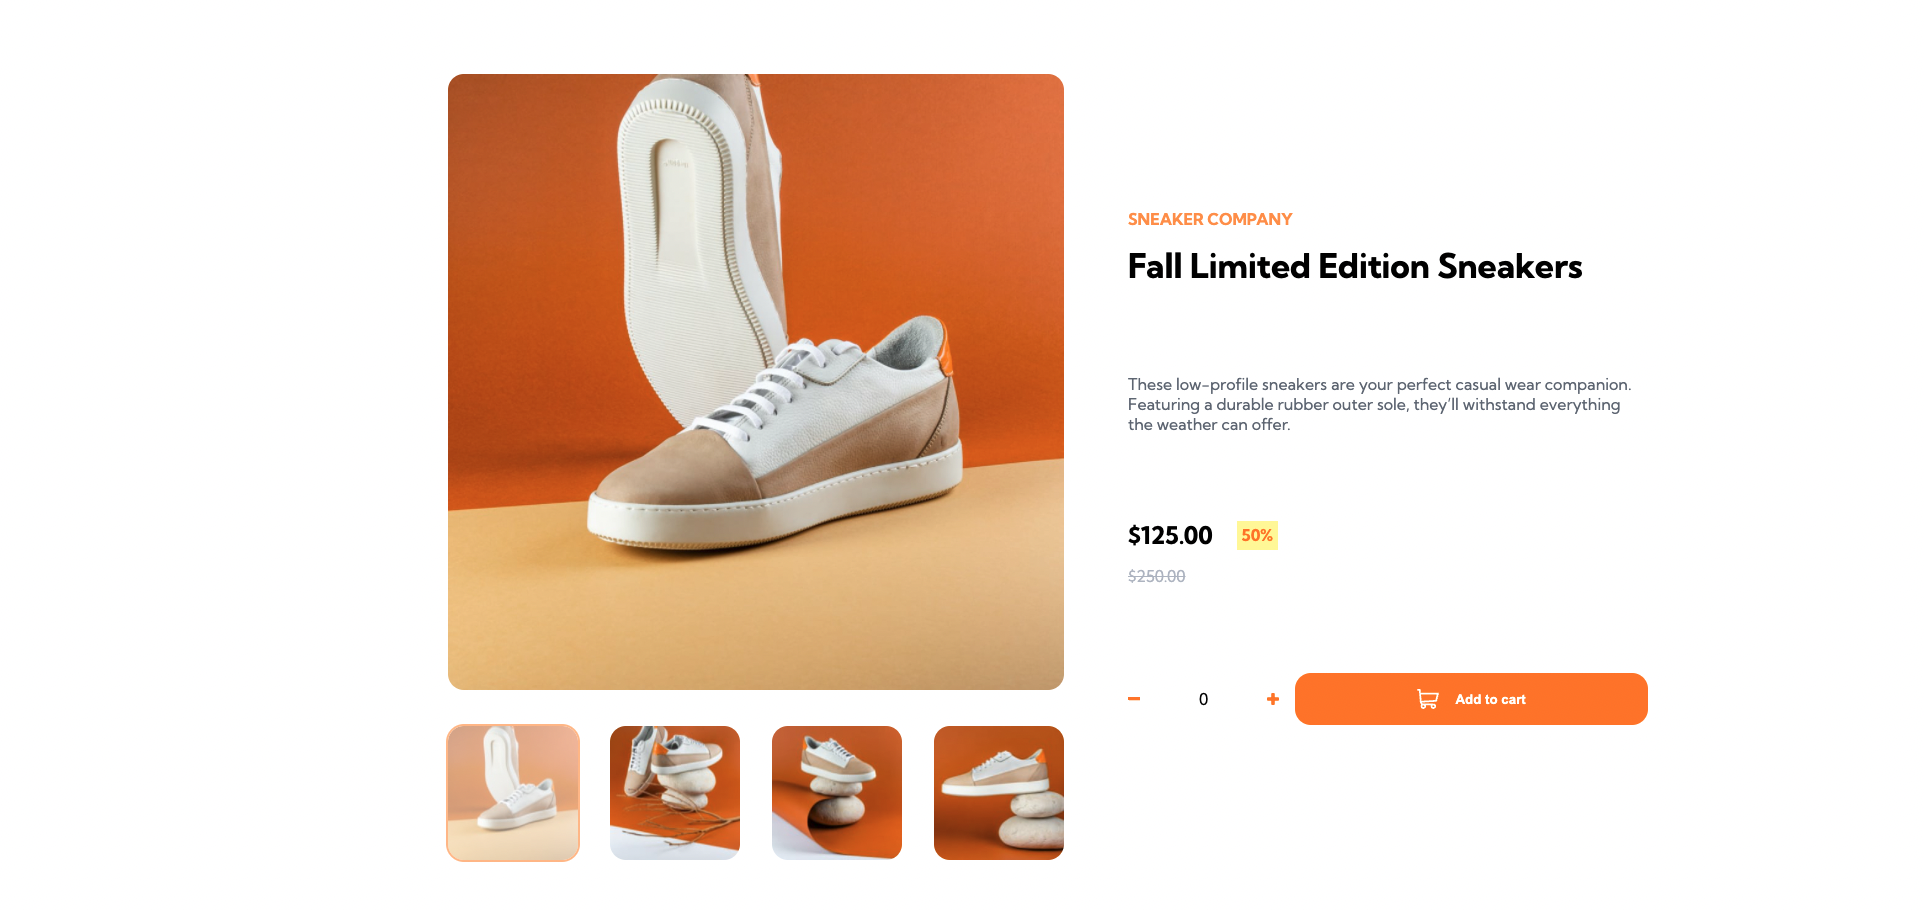 SNEAKER COMPANY
Fall Limited Edition Sneakers
These low-profile sneakers are your perfect casual wear companion.
Featuring a durable rubber outer sole, they’ll withstand everything
the weather can offer.
$125.00 50%
$250.00
0 Add to cart